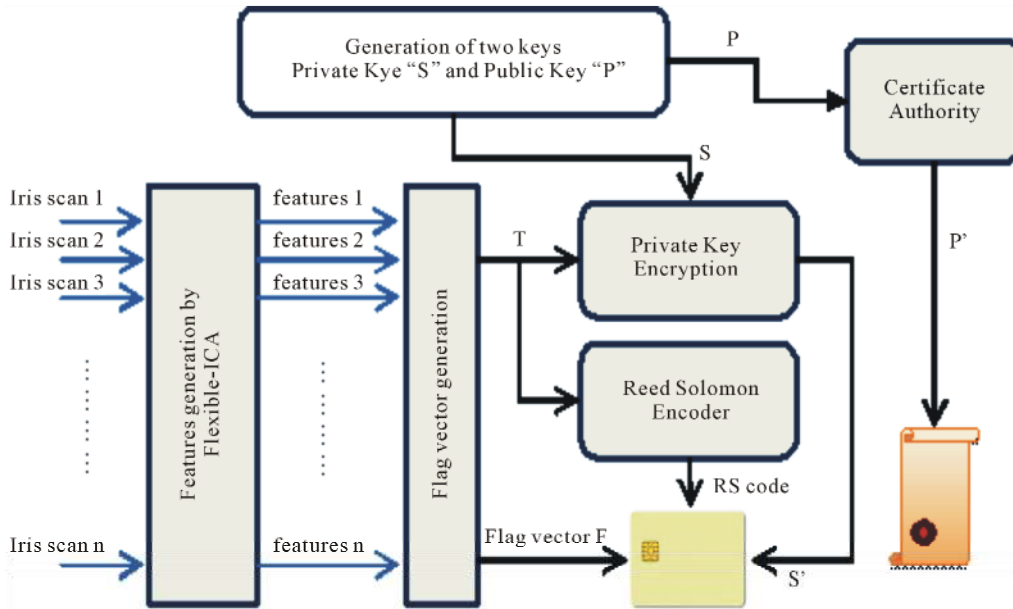 Generation of two keys
Private Kye “S” and Public Key “P”
P
Certificate
Authority
S
Iris scan 1
features 1
Iris scan 2
features 2
T
Private Key
Encryption
P’
Iris scan 3
features 3
Features generation by
Flexible-ICA
Flag vector generation
Reed Solomon
Encoder
RS code
Iris scan n
features n
Flag vector F
S’